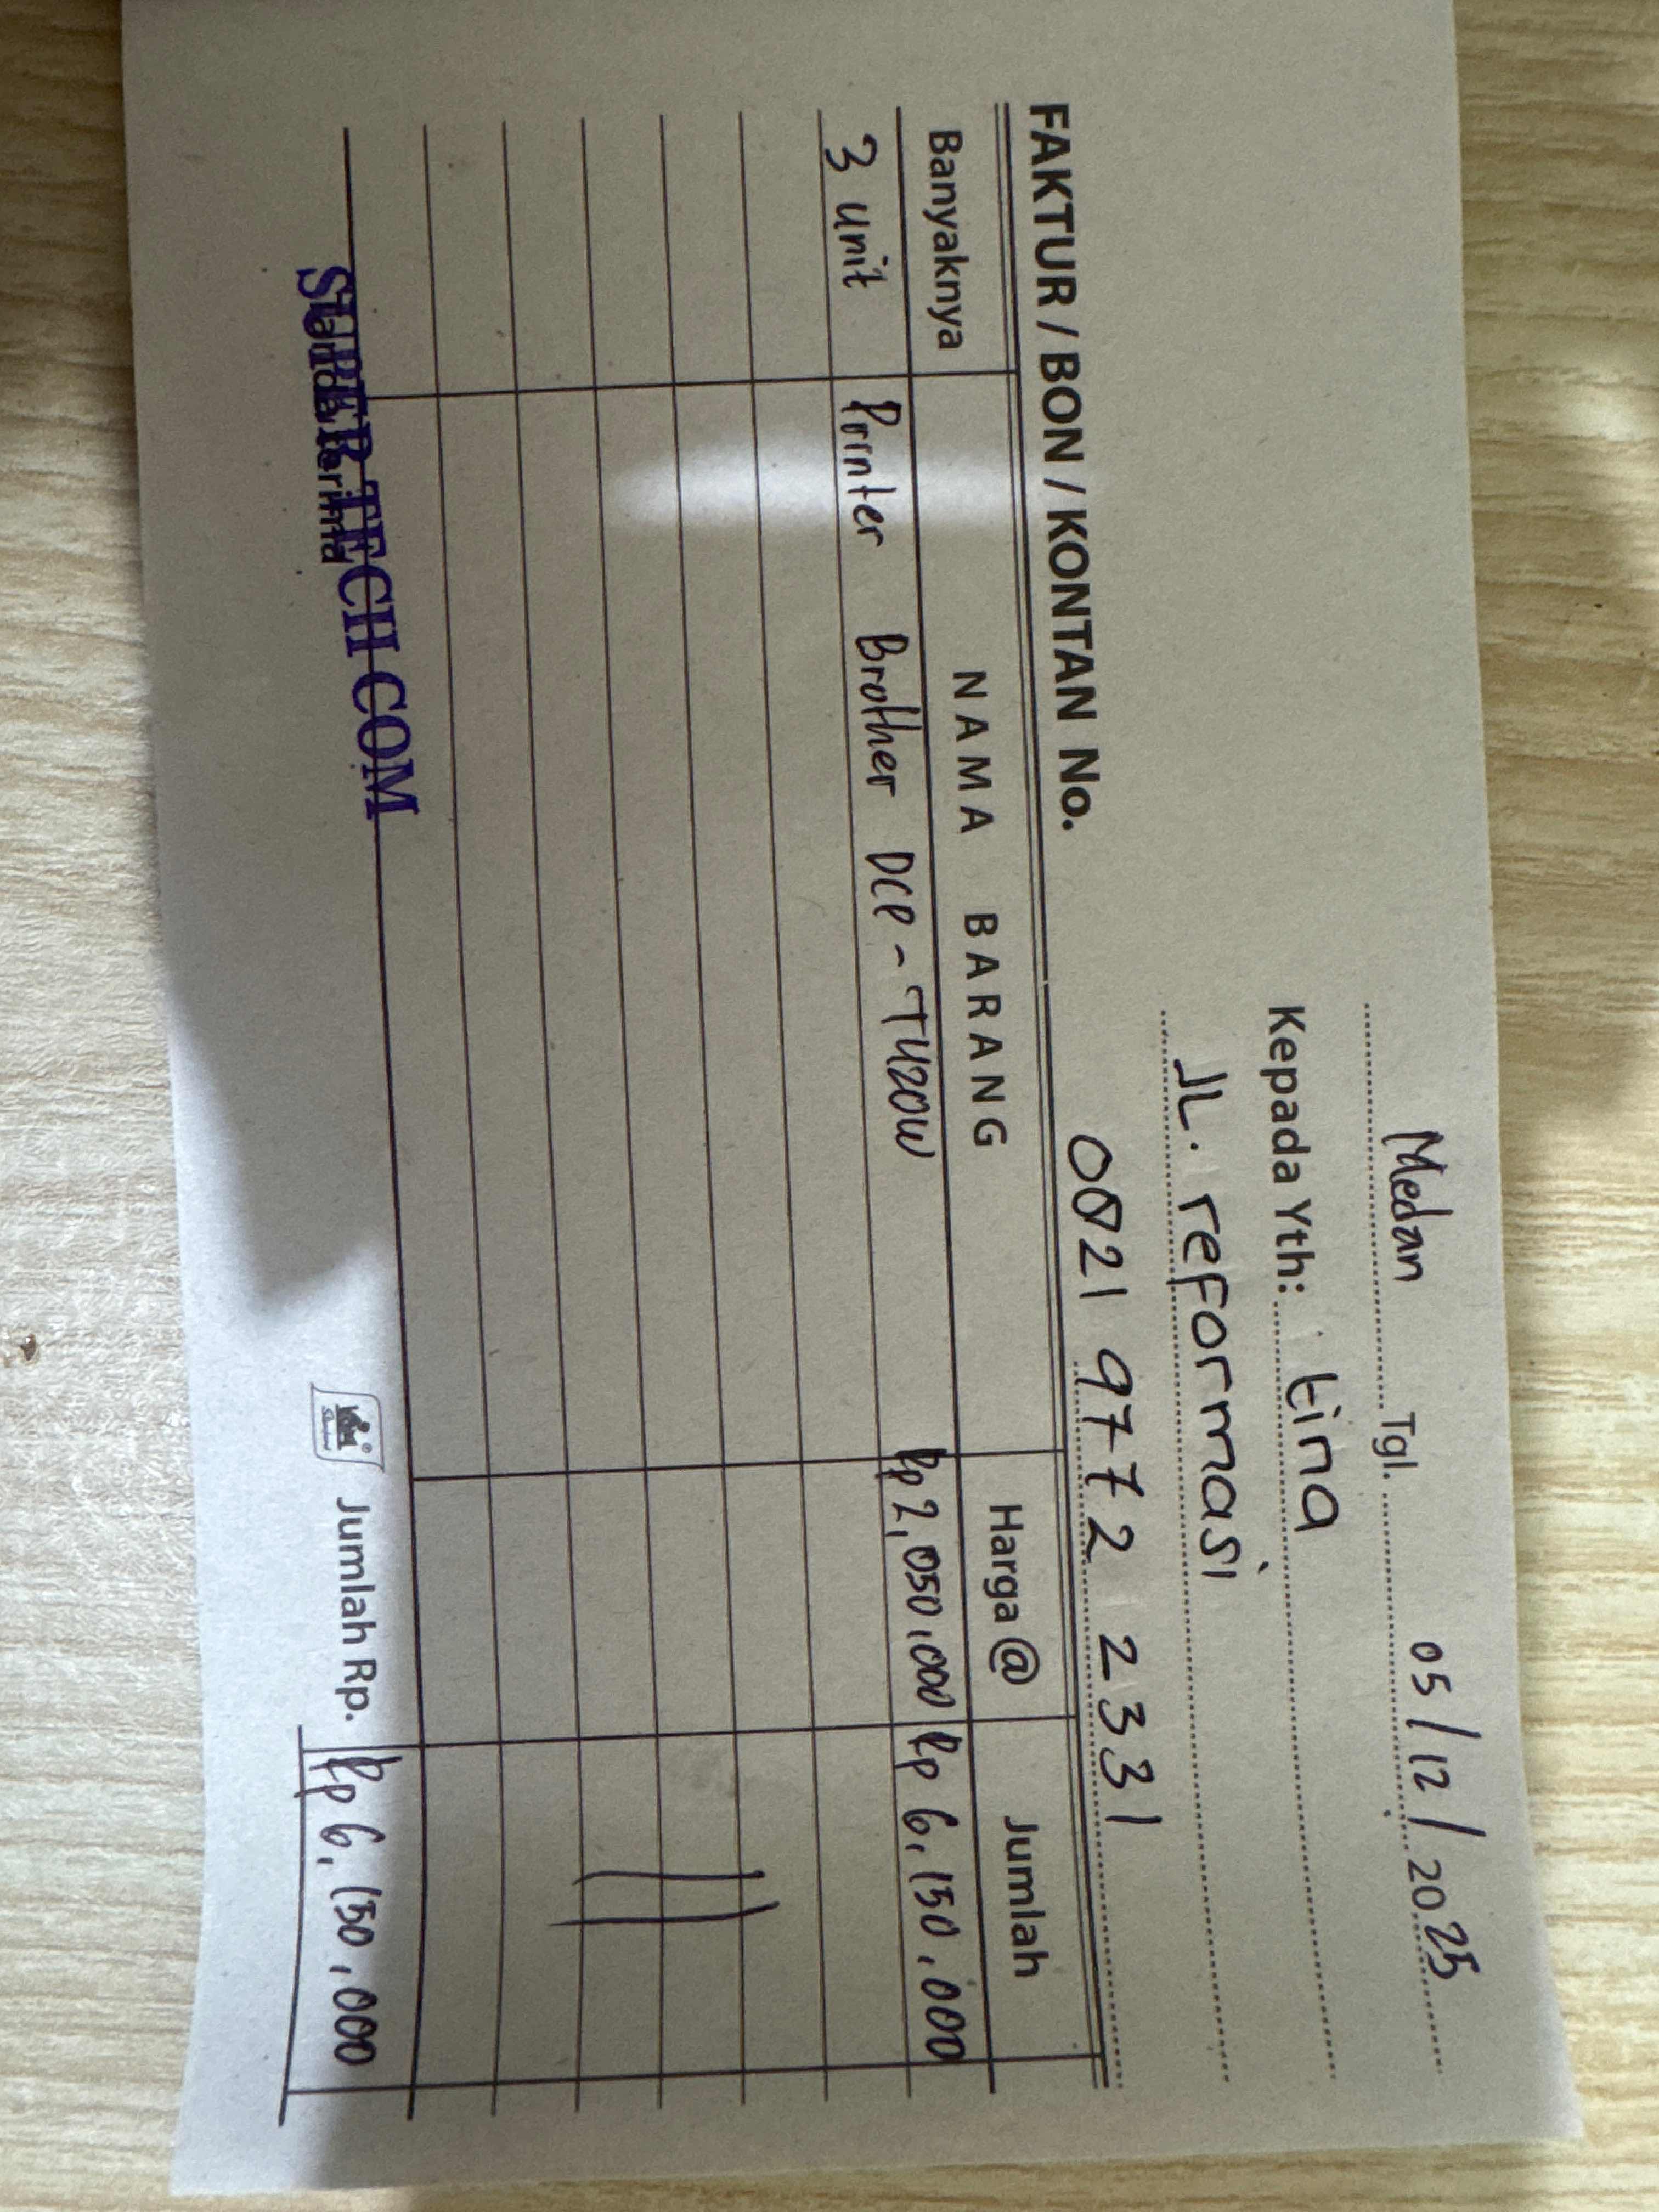 Medan Tgl. 05/12/2025
Kepada Yth: tina
JL. reformasi
FAKTUR / BON / KONTAN No. 0821 9772 2331
Banyaknya NAMA BARANG Harga @ Jumlah
3 unit Printer Brother DCP-T420W Rp 2,050,000 Rp 6,150,000
Jumlah Rp. Rp 6,150,000
Tanda terima
SUPER TECH COM